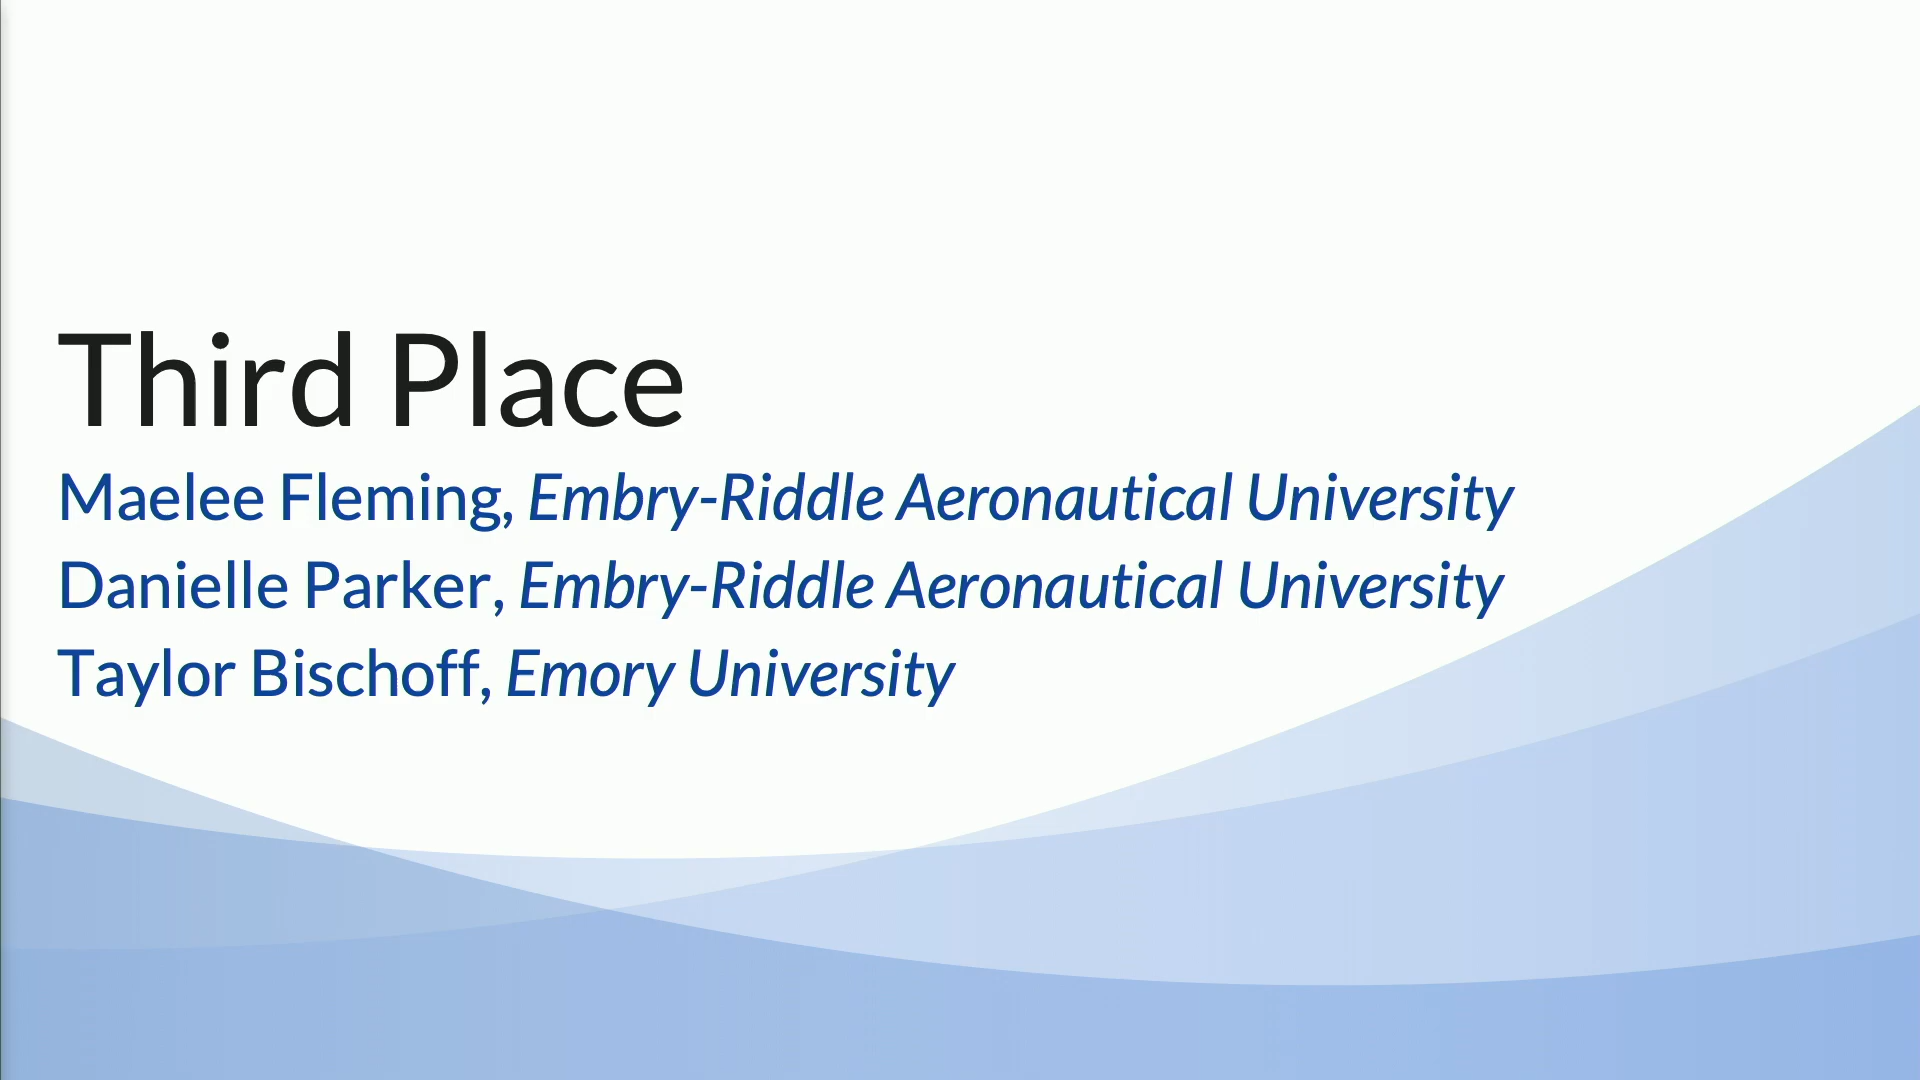 Third Place
Maelee Fleming, Embry-Riddle Aeronautical University
Danielle Parker, Embry-Riddle Aeronautical University
Taylor Bischoff, Emory University